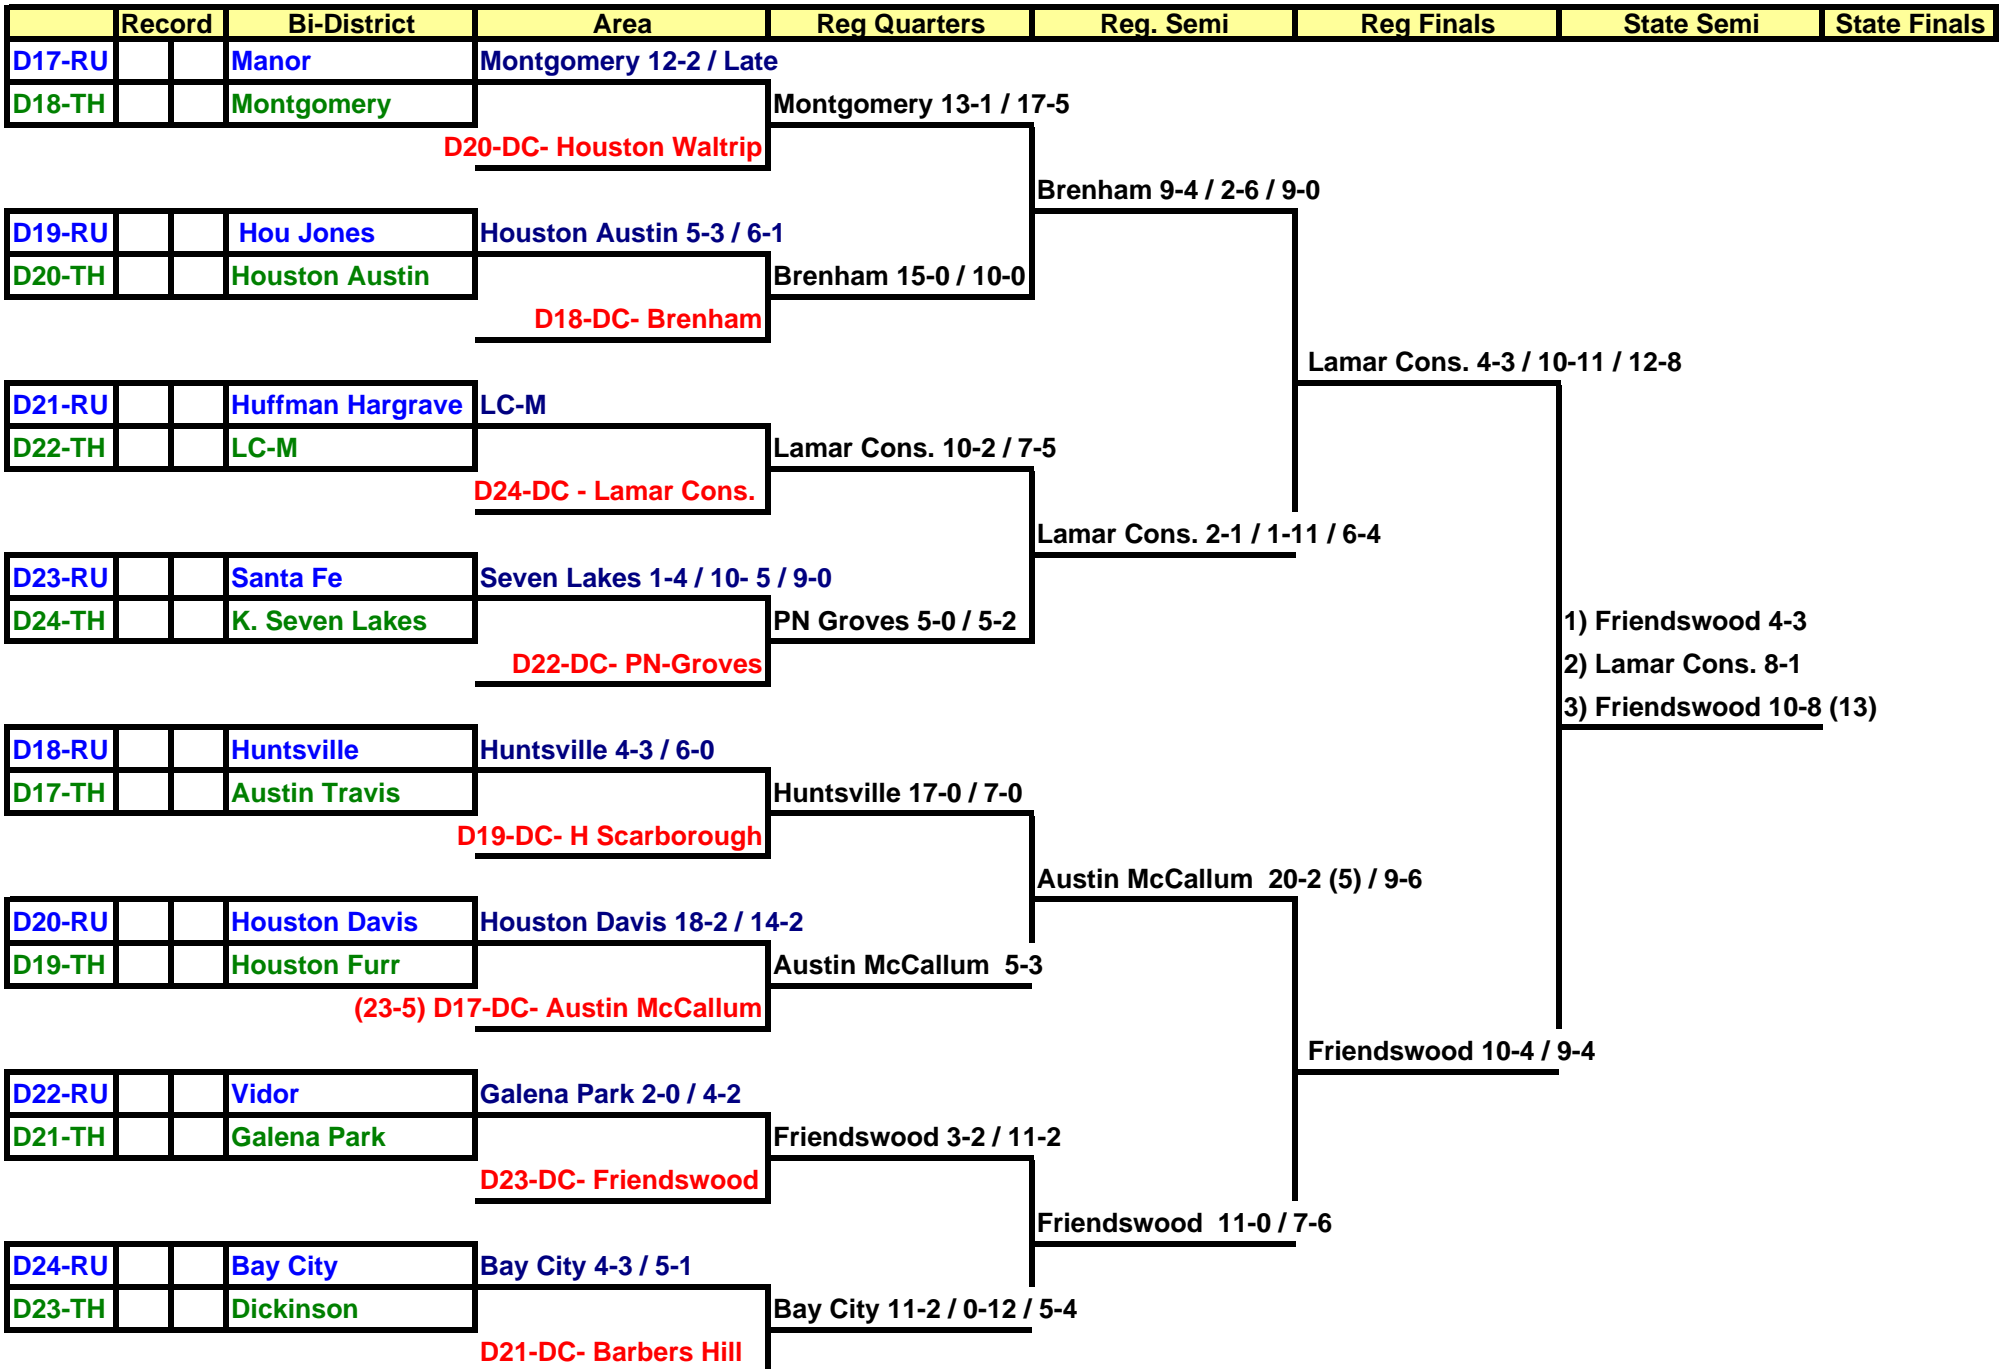 Record Bi-District Area Reg Quarters Reg. Semi Reg Finals State Semi State Finals
D17-RU Manor Montgomery 12-2 / Late
D18-TH Montgomery Montgomery 13-1 / 17-5
D20-DC- Houston Waltrip
Brenham 9-4 / 2-6 / 9-0
D19-RU Hou Jones Houston Austin 5-3 / 6-1
D20-TH Houston Austin Brenham 15-0 / 10-0
D18-DC- Brenham
Lamar Cons. 4-3 / 10-11 / 12-8
D21-RU Huffman Hargrave LC-M
D22-TH LC-M Lamar Cons. 10-2 / 7-5
D24-DC - Lamar Cons.
Lamar Cons. 2-1 / 1-11 / 6-4
D23-RU Santa Fe Seven Lakes 1-4 / 10- 5 / 9-0
D24-TH K. Seven Lakes PN Groves 5-0 / 5-2 1) Friendswood 4-3
D22-DC- PN-Groves 2) Lamar Cons. 8-1
3) Friendswood 10-8 (13)
D18-RU Huntsville Huntsville 4-3 / 6-0
D17-TH Austin Travis Huntsville 17-0 / 7-0
D19-DC- H Scarborough
Austin McCallum 20-2 (5) / 9-6
D20-RU Houston Davis Houston Davis 18-2 / 14-2
D19-TH Houston Furr Austin McCallum 5-3
(23-5) D17-DC- Austin McCallum
Friendswood 10-4 / 9-4
D22-RU Vidor Galena Park 2-0 / 4-2
D21-TH Galena Park Friendswood 3-2 / 11-2
D23-DC- Friendswood
Friendswood 11-0 / 7-6
D24-RU Bay City Bay City 4-3 / 5-1
D23-TH Dickinson Bay City 11-2 / 0-12 / 5-4
D21-DC- Barbers Hill